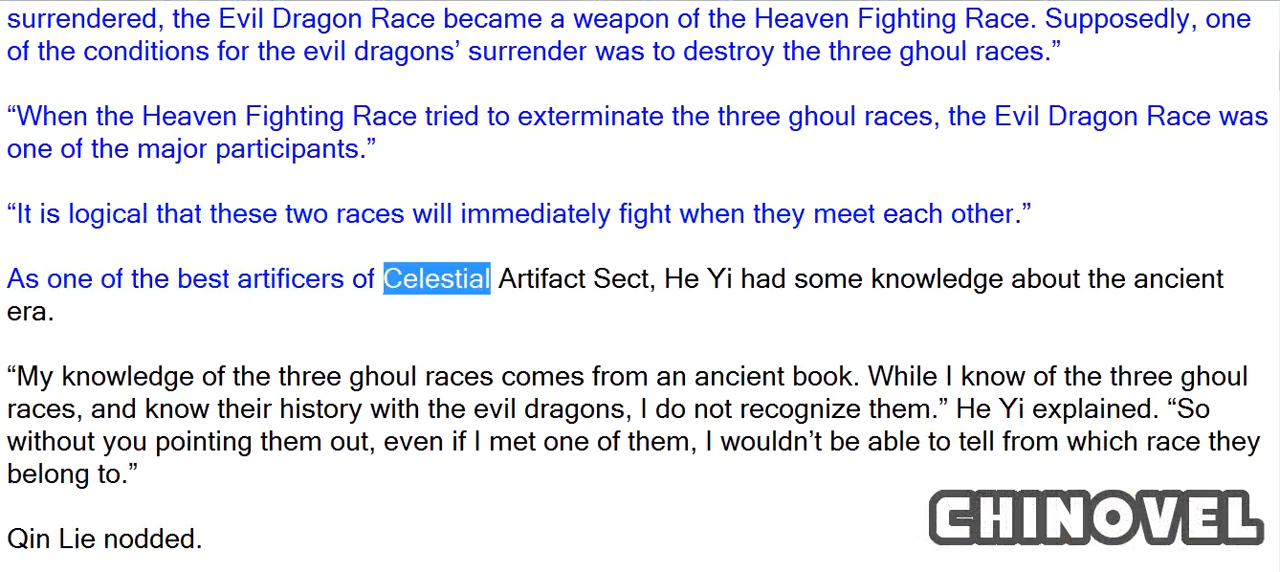 surrendered, the Evil Dragon Race became a weapon of the Heaven Fighting Race. Supposedly, one
of the conditions for the evil dragons’ surrender was to destroy the three ghoul races.”
“When the Heaven Fighting Race tried to exterminate the three ghoul races, the Evil Dragon Race was
one of the major participants.”
“It is logical that these two races will immediately fight when they meet each other.”
As one of the best artificers of Celestial Artifact Sect, He Yi had some knowledge about the ancient
era.
“My knowledge of the three ghoul races comes from an ancient book. While I know of the three ghoul
races, and know their history with the evil dragons, I do not recognize them.” He Yi explained. “So
without you pointing them out, even if I met one of them, I wouldn’t be able to tell from which race they
belong to.”
Qin Lie nodded.
CHINOVEL